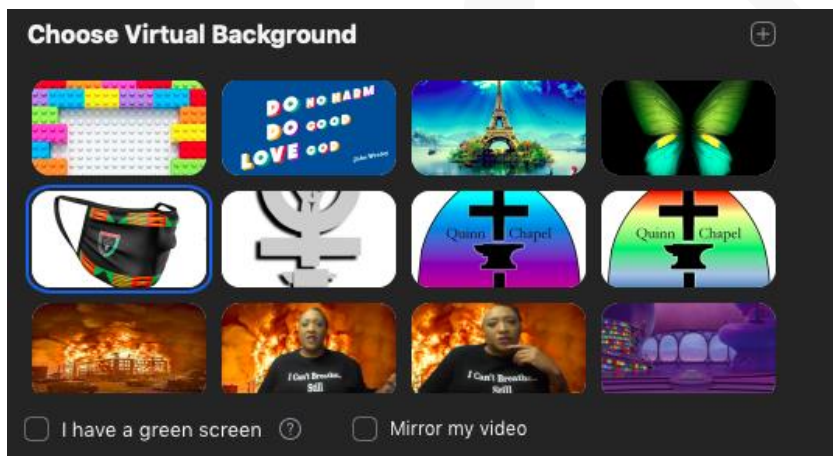 Choose Virtual Background
DO NO HARM
DO GOOD
LOVE GOD
John Wesley
Quinn Chapel
Quinn Chapel
I Can't Breathe...
Still
I Can't Breathe...
Still
I have a green screen ?
Mirror my video